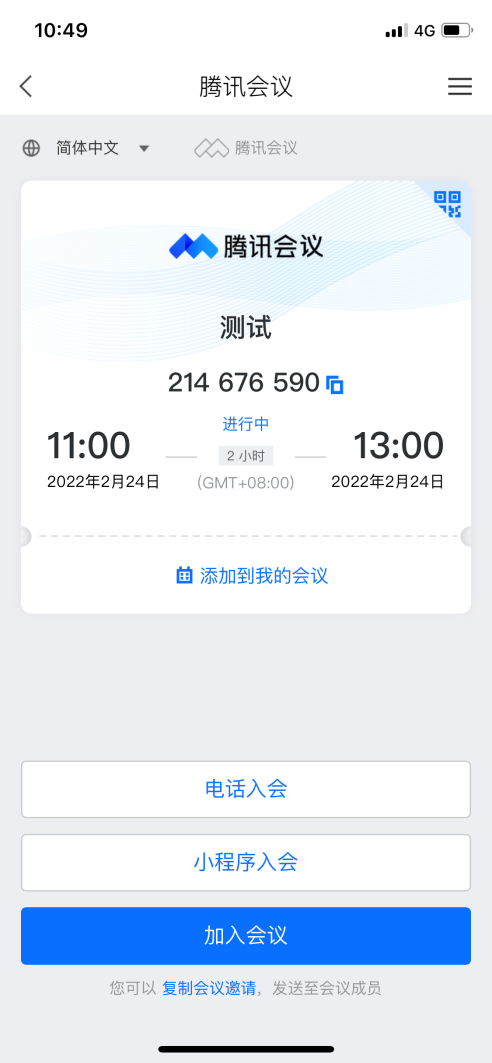 10:49
4G
腾讯会议
简体中文
腾讯会议
腾讯会议
测试
214 676 590
进行中
11:00
2 小时
13:00
2022年2月24日
(GMT+08:00)
2022年2月24日
添加到我的会议
电话入会
小程序入会
加入会议
您可以 复制会议邀请，发送至会议成员